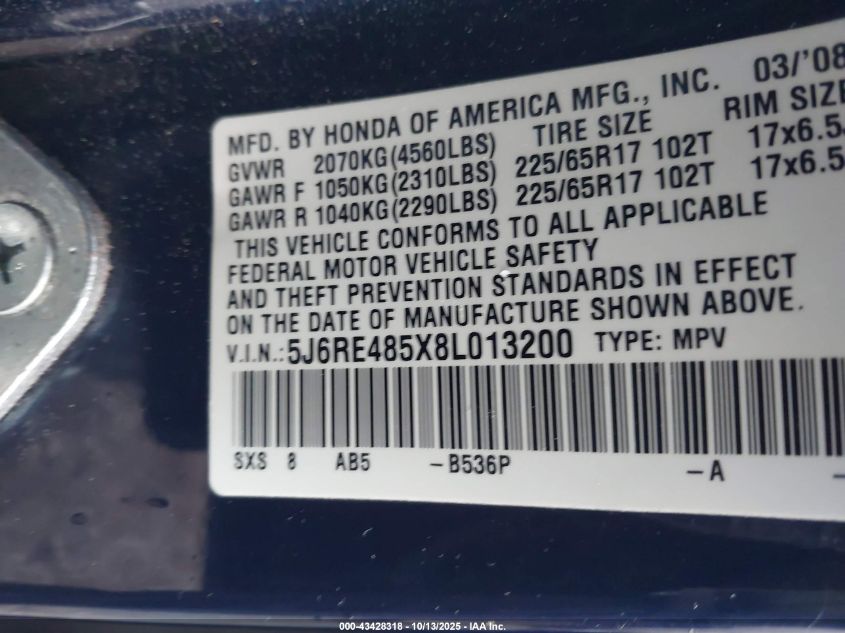 MFD. BY HONDA OF AMERICA MFG., INC. 03/'08
GVWR 2070KG(4560LBS) TIRE SIZE RIM SIZE
GAWR F 1050KG(2310LBS) 225/65R17 102T 17x6.5J
GAWR R 1040KG(2290LBS) 225/65R17 102T 17x6.5
THIS VEHICLE CONFORMS TO ALL APPLICABLE
FEDERAL MOTOR VEHICLE SAFETY
AND THEFT PREVENTION STANDARDS IN EFFECT
ON THE DATE OF MANUFACTURE SHOWN ABOVE.
V.I.N.:5J6RE485X8L013200 TYPE: MPV
SXS 8 AB5 -B536P -A -
000-43428318 - 10/13/2025 - IAA Inc.